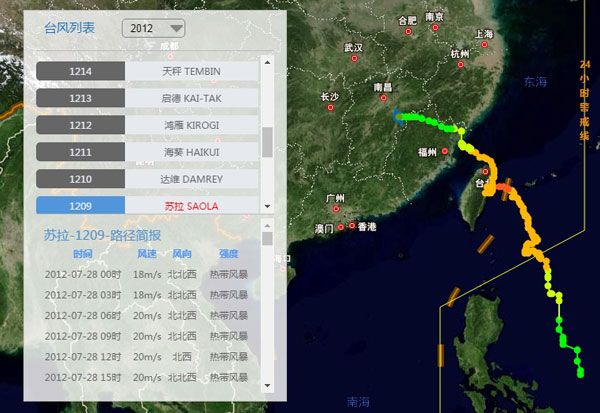 台风列表 2012
成都
1214 天秤 TEMBIN
1213 启德 KAI-TAK
1212 鸿雁 KIROGI
1211 海葵 HAIKUI
1210 达维 DAMREY
1209 苏拉 SAOLA
苏拉-1209-路径简报
时间 风速 风向 强度
2012-07-28 00时 18m/s 北北西 热带风暴
2012-07-28 03时 18m/s 北北西 热带风暴
2012-07-28 06时 20m/s 北北西 热带风暴
2012-07-28 09时 20m/s 北北西 热带风暴
2012-07-28 12时 20m/s 北西 热带风暴
2012-07-28 15时 20m/s 北北西 热带风暴
合肥
南京
上海
武汉
杭州
东海
南昌
长沙
24小时警戒线
福州
台北
广州
澳门
香港
海口
南海